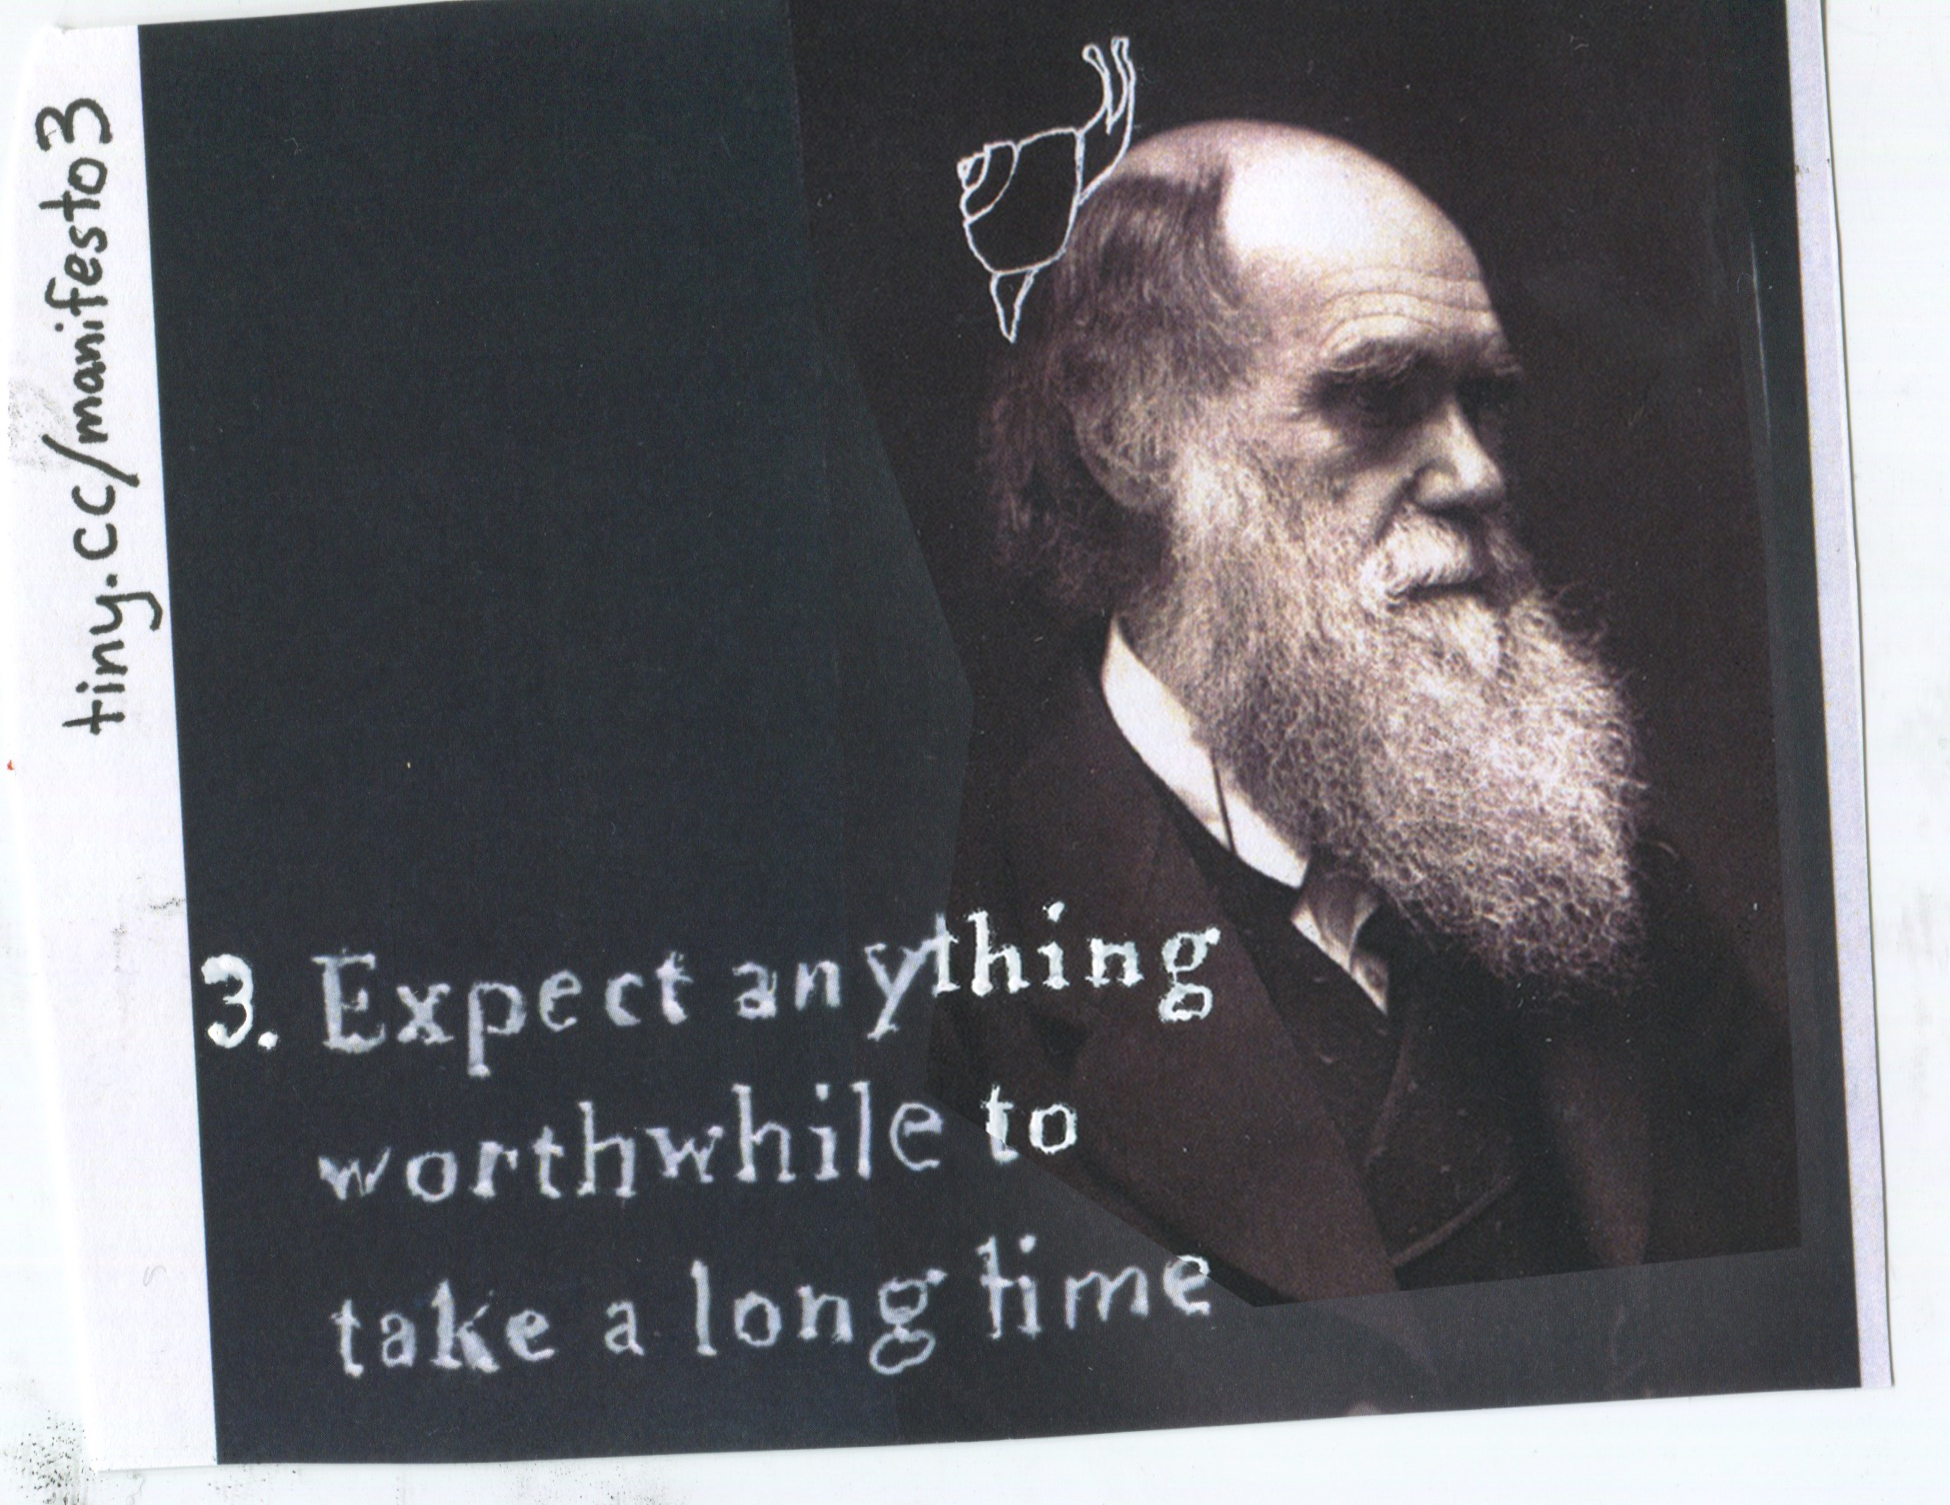 tiny.cc/manifesto3
3. Expect anything
worthwhile to
take a long time